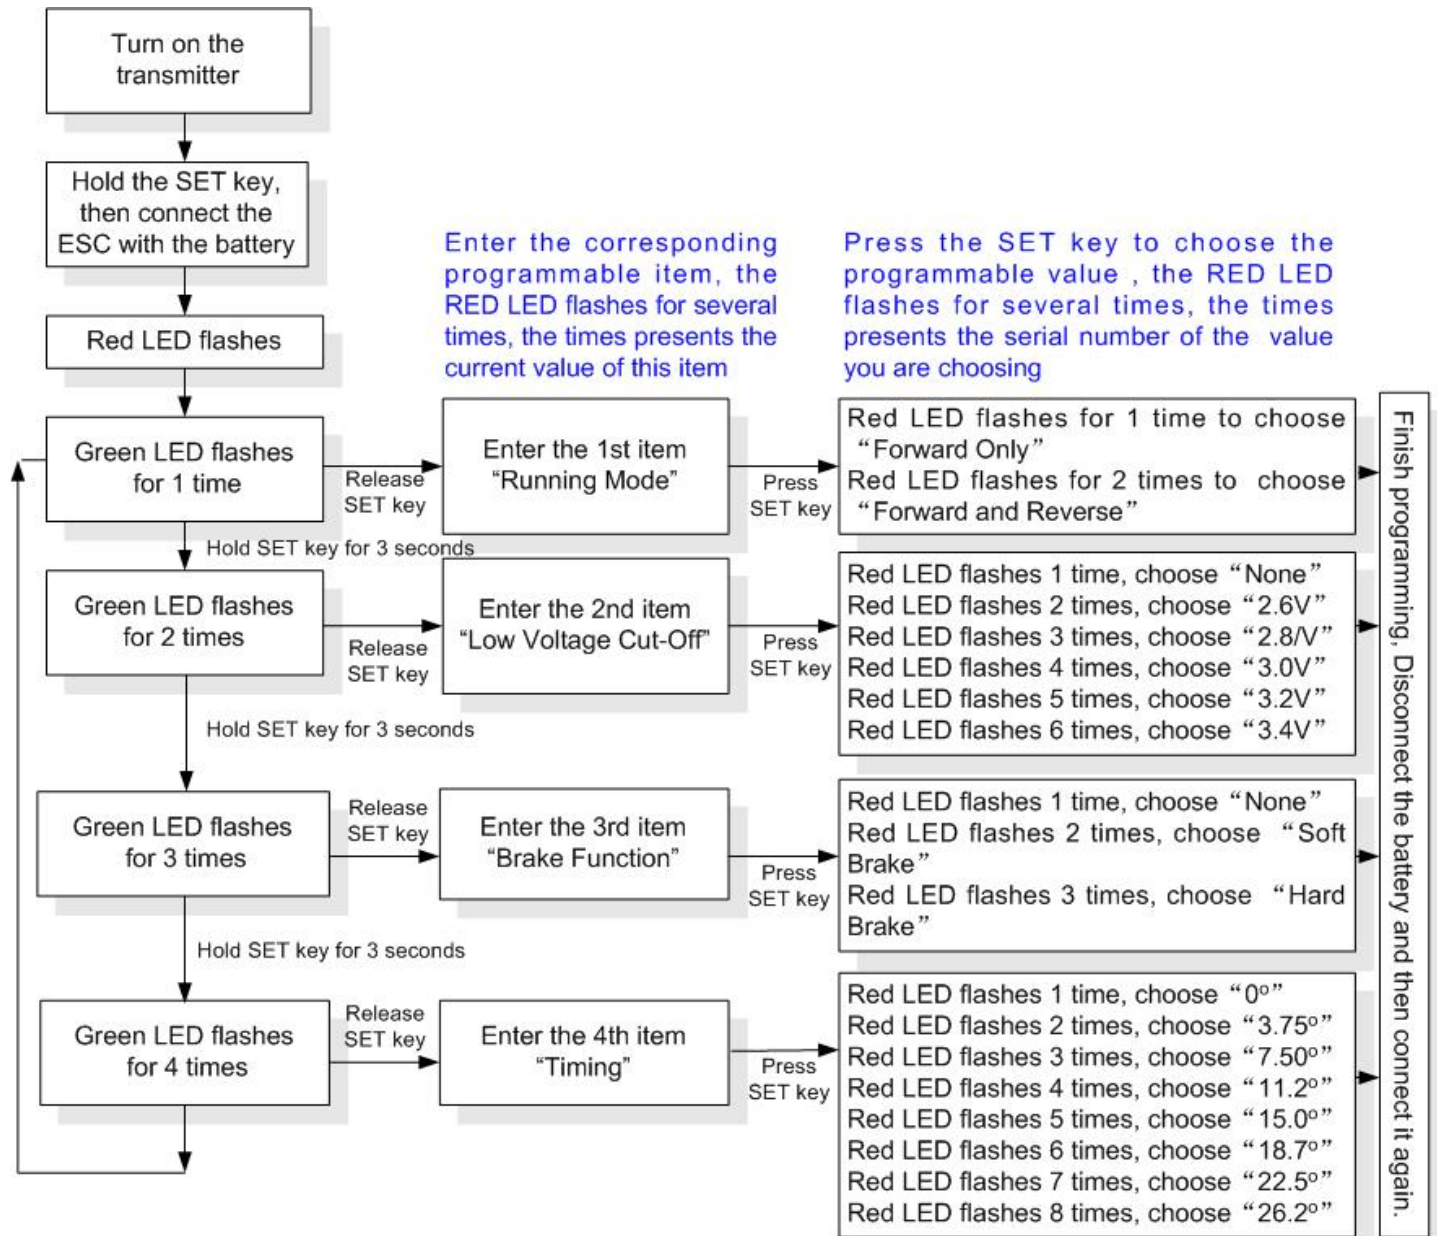 Turn on the
transmitter
Hold the SET key,
then connect the
ESC with the battery
Red LED flashes
Enter the corresponding
programmable item, the
RED LED flashes for several
times, the times presents the
current value of this item
Press the SET key to choose the
programmable value , the RED LED
flashes for several times, the times
presents the serial number of the value
you are choosing
Green LED flashes
for 1 time
Release
SET key
Enter the 1st item
“Running Mode”
Press
SET key
Red LED flashes for 1 time to choose
“Forward Only”
Red LED flashes for 2 times to choose
“Forward and Reverse”
Hold SET key for 3 seconds
Green LED flashes
for 2 times
Release
SET key
Enter the 2nd item
“Low Voltage Cut-Off”
Press
SET key
Red LED flashes 1 time, choose “None”
Red LED flashes 2 times, choose “2.6V”
Red LED flashes 3 times, choose “2.8/V”
Red LED flashes 4 times, choose “3.0V”
Red LED flashes 5 times, choose “3.2V”
Red LED flashes 6 times, choose “3.4V”
Hold SET key for 3 seconds
Green LED flashes
for 3 times
Release
SET key
Enter the 3rd item
“Brake Function”
Press
SET key
Red LED flashes 1 time, choose “None”
Red LED flashes 2 times, choose “Soft
Brake”
Red LED flashes 3 times, choose “Hard
Brake”
Hold SET key for 3 seconds
Green LED flashes
for 4 times
Release
SET key
Enter the 4th item
“Timing”
Press
SET key
Red LED flashes 1 time, choose “0º”
Red LED flashes 2 times, choose “3.75º”
Red LED flashes 3 times, choose “7.50º”
Red LED flashes 4 times, choose “11.2º”
Red LED flashes 5 times, choose “15.0º”
Red LED flashes 6 times, choose “18.7º”
Red LED flashes 7 times, choose “22.5º”
Red LED flashes 8 times, choose “26.2º”
Finish programming, Disconnect the battery and then connect it again.